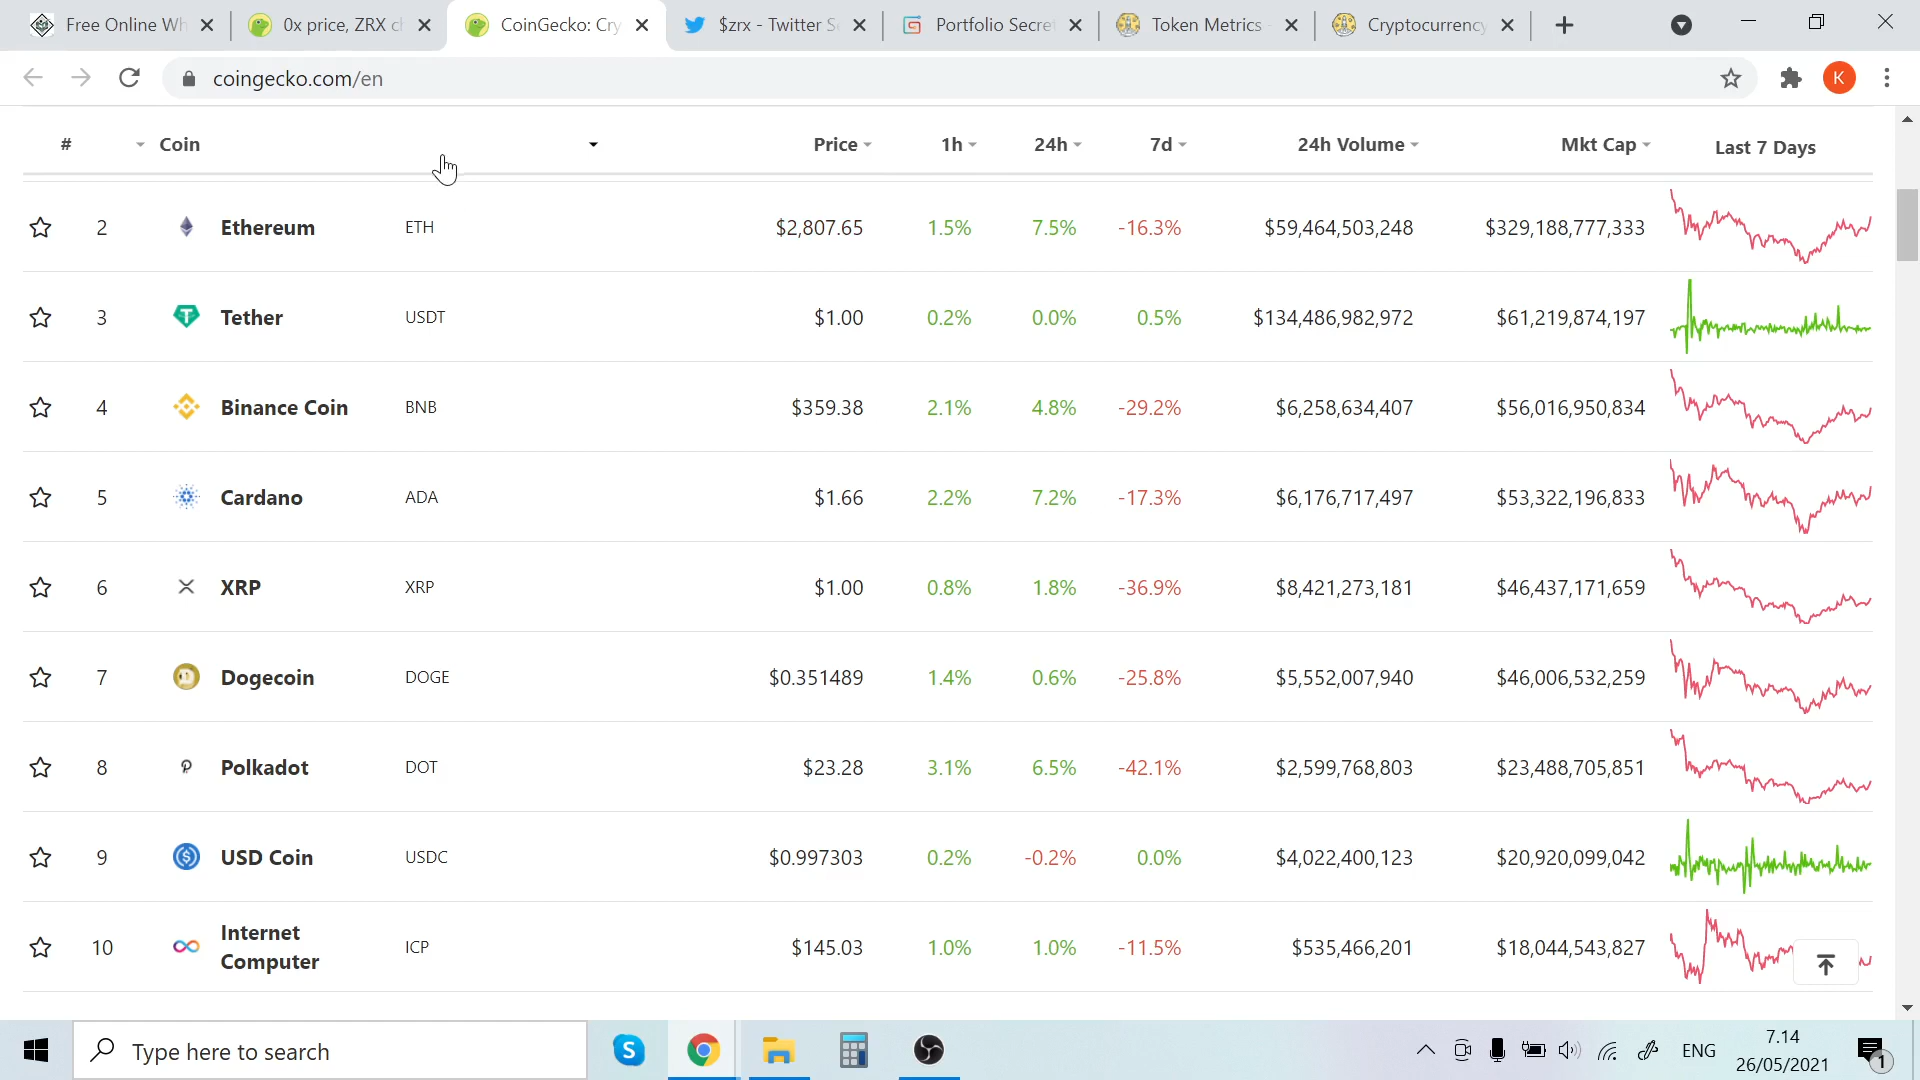 Free Online Wh
0x price, ZRX ch
CoinGecko: Cry
$zrx - Twitter S
Portfolio Secret
Token Metrics
Cryptocurrency
coingecko.com/en
K
# Coin Price 1h 24h 7d 24h Volume Mkt Cap Last 7 Days
2 Ethereum ETH $2,807.65 1.5% 7.5% -16.3% $59,464,503,248 $329,188,777,333
3 Tether USDT $1.00 0.2% 0.0% 0.5% $134,486,982,972 $61,219,874,197
4 Binance Coin BNB $359.38 2.1% 4.8% -29.2% $6,258,634,407 $56,016,950,834
5 Cardano ADA $1.66 2.2% 7.2% -17.3% $6,176,717,497 $53,322,196,833
6 XRP XRP $1.00 0.8% 1.8% -36.9% $8,421,273,181 $46,437,171,659
7 Dogecoin DOGE $0.351489 1.4% 0.6% -25.8% $5,552,007,940 $46,006,532,259
8 Polkadot DOT $23.28 3.1% 6.5% -42.1% $2,599,768,803 $23,488,705,851
9 USD Coin USDC $0.997303 0.2% -0.2% 0.0% $4,022,400,123 $20,920,099,042
10 Internet Computer ICP $145.03 1.0% 1.0% -11.5% $535,466,201 $18,044,543,827
Type here to search
ENG
7.14
26/05/2021
1